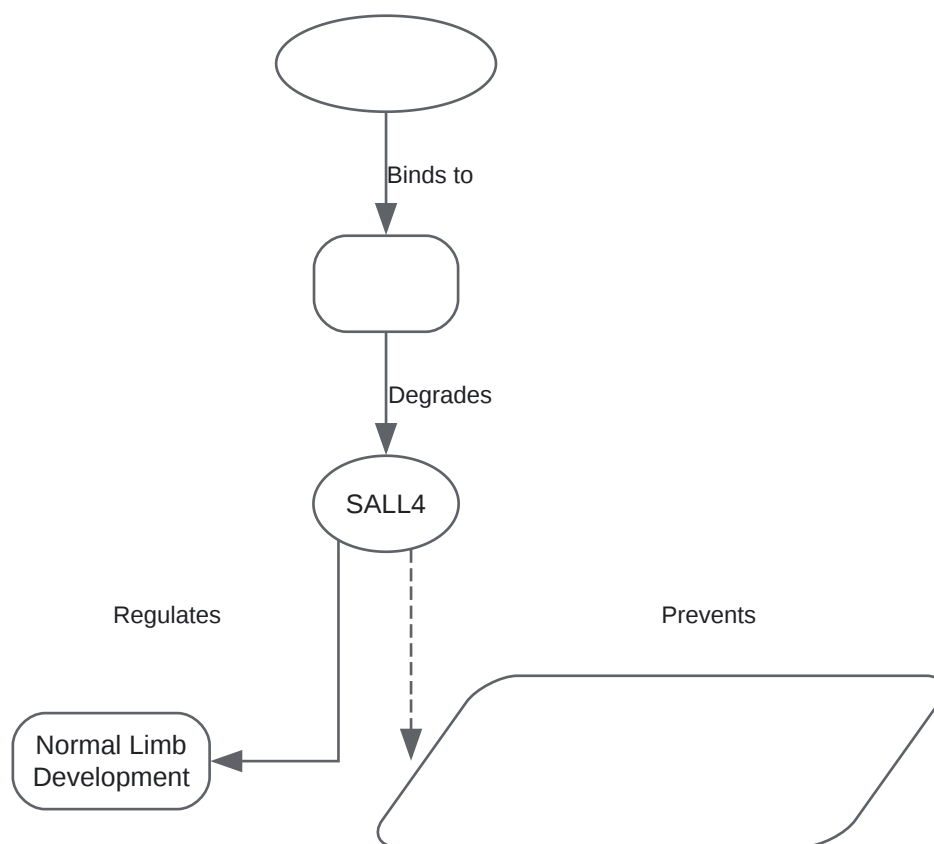 Binds to
Degrades
SALL4
Regulates
Prevents
Normal Limb
Development